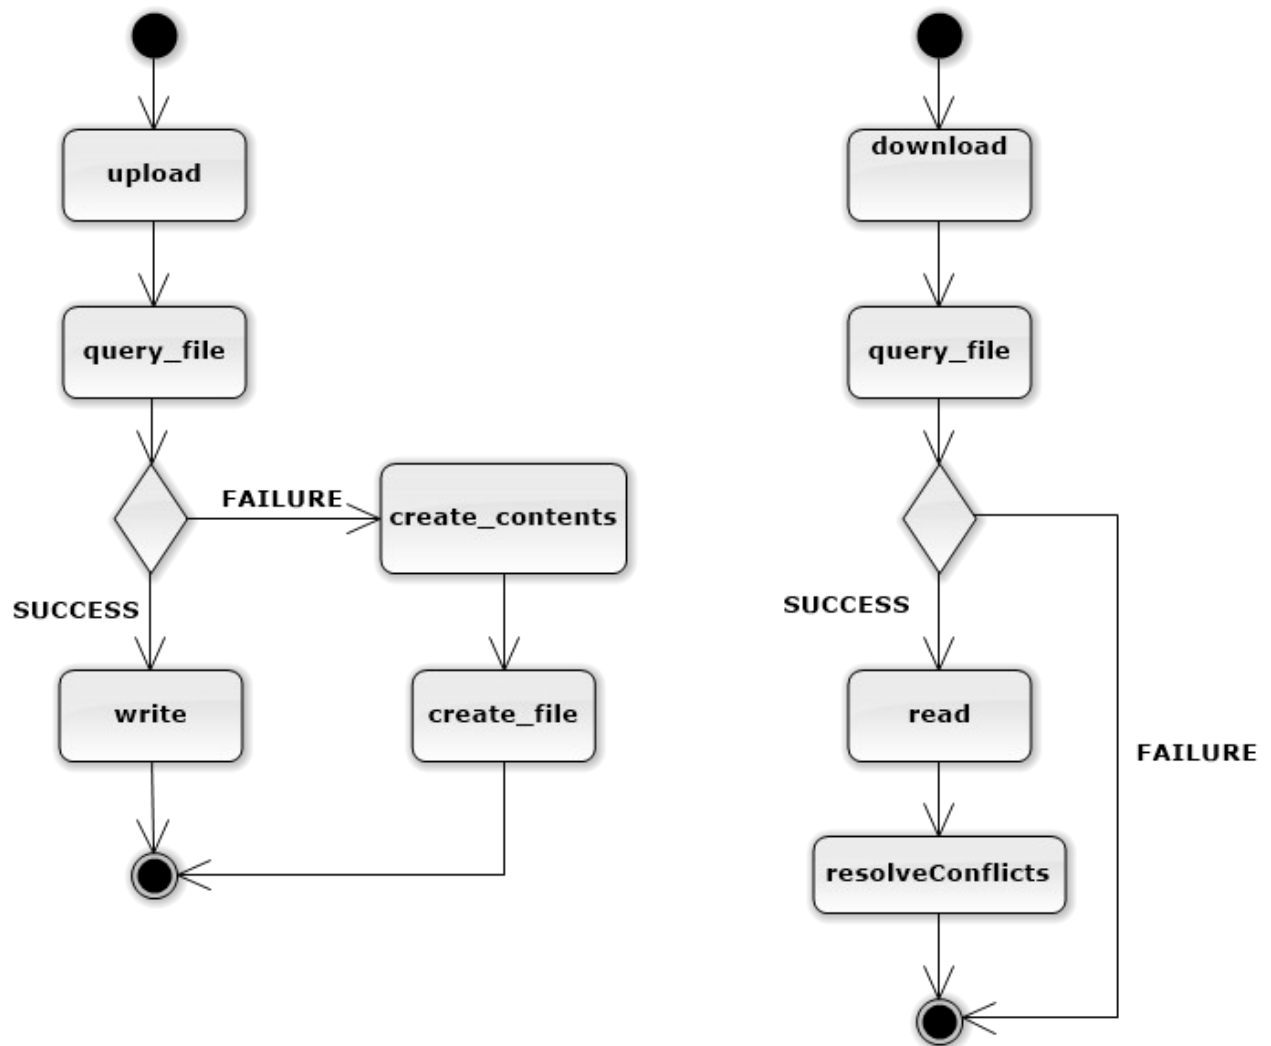 upload
query_file
FAILURE
create_contents
SUCCESS
write
create_file
download
query_file
SUCCESS
read
FAILURE
resolveConflicts